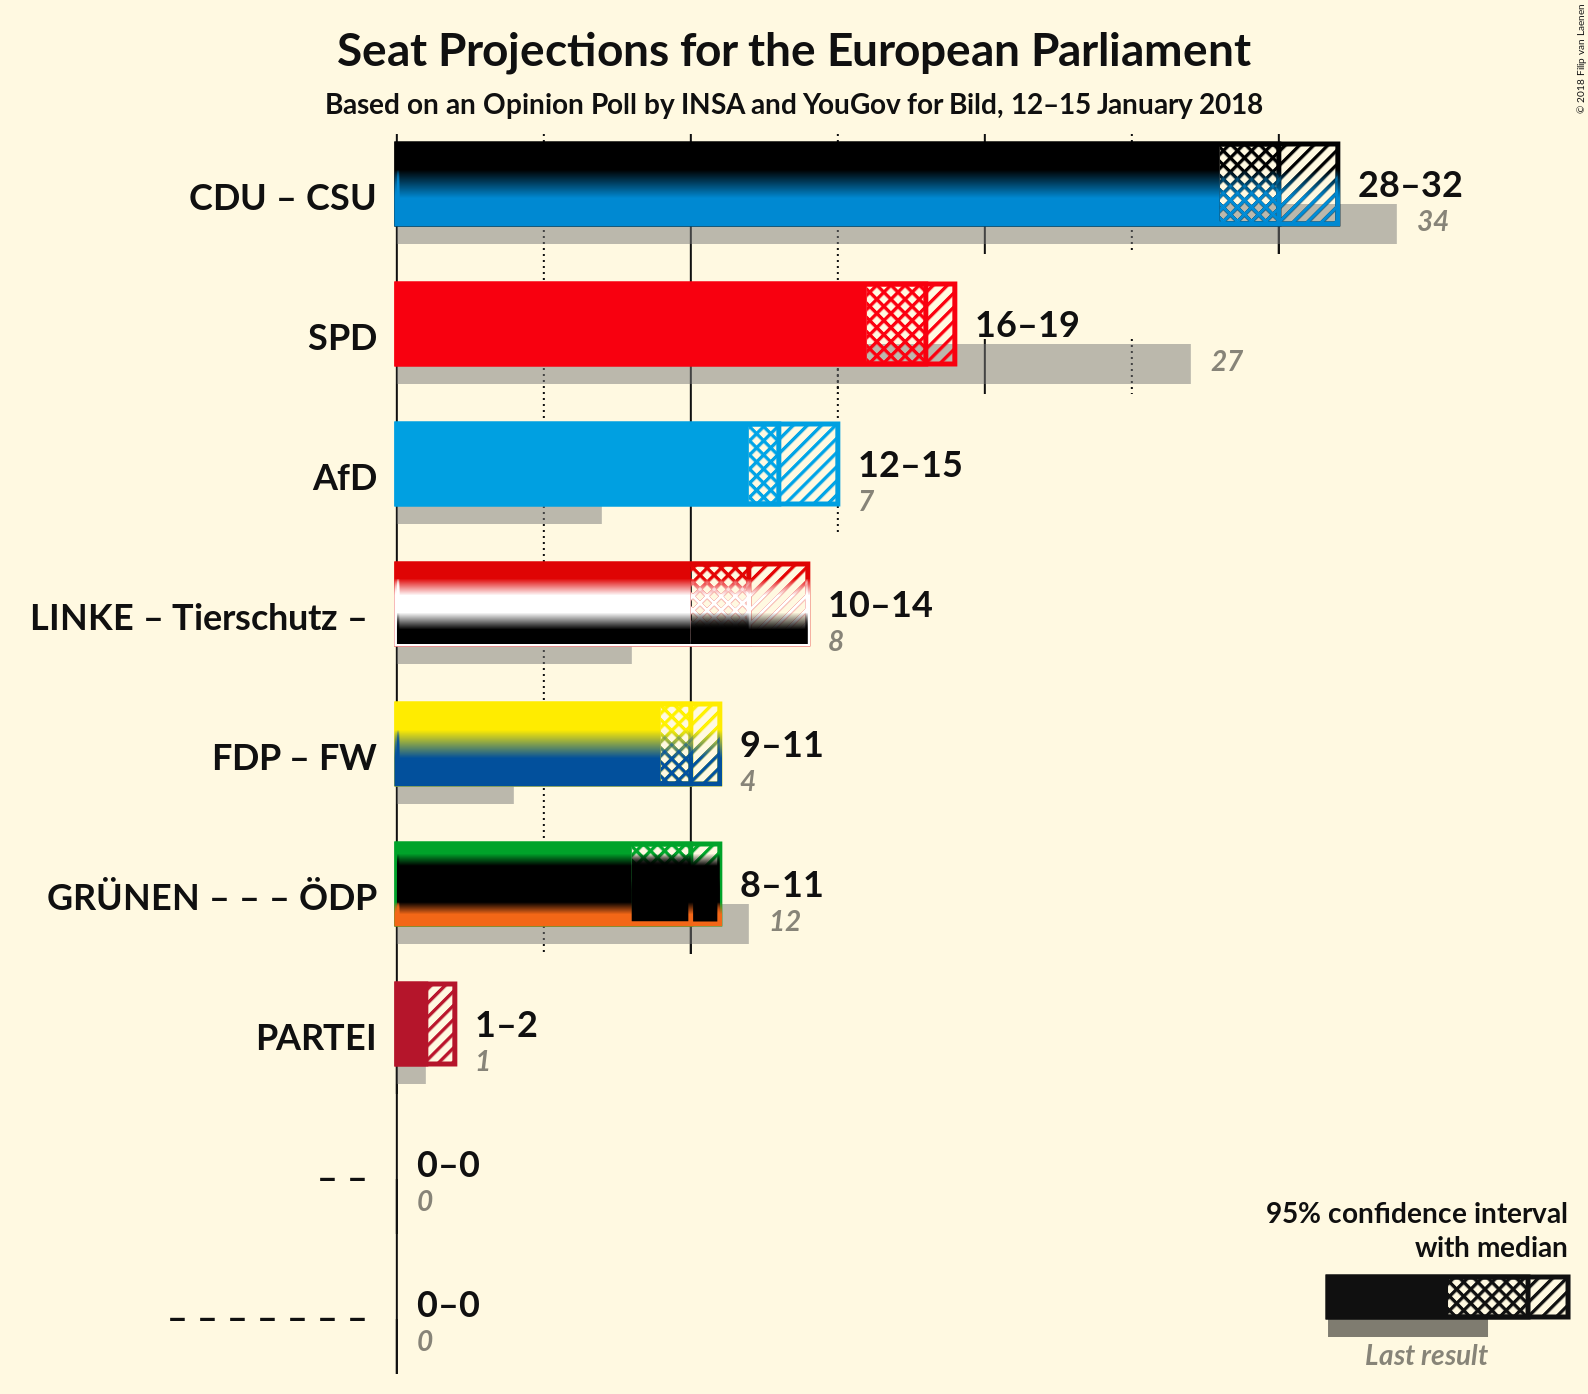 Seat Projections for the European Parliament
Based on an Opinion Poll by INSA and YouGov for Bild, 12–15 January 2018
© 2018 Filip van Laenen
CDU – CSU
28–32
34
SPD
16–19
27
AfD
12–15
7
LINKE – Tierschutz –
10–14
8
FDP – FW
9–11
4
GRÜNEN – – – ÖDP
8–11
12
PARTEI
1–2
1
– –
0–0
0
– – – – – – –
0–0
0
95% confidence interval
with median
Last result